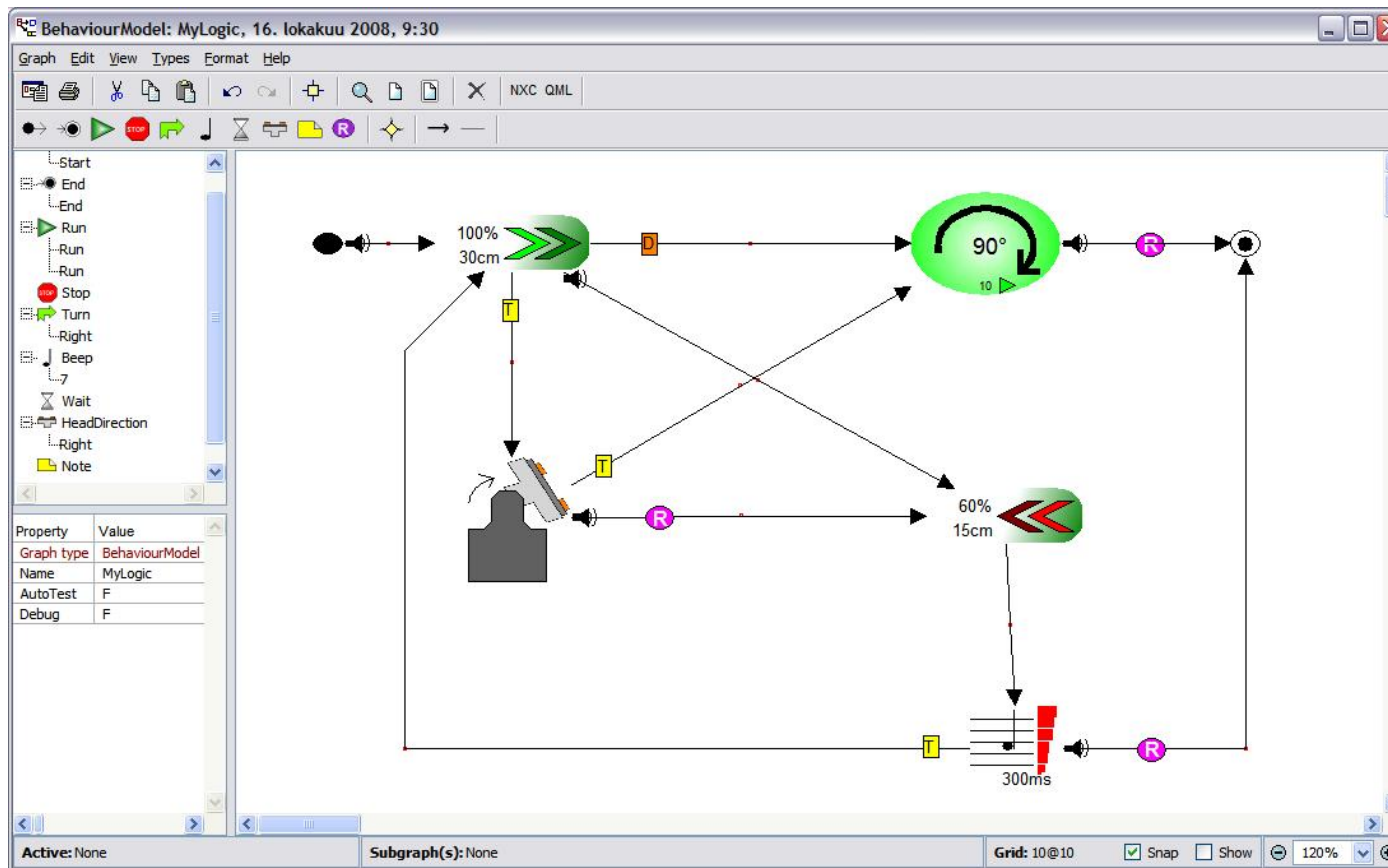 BehaviourModel: MyLogic, 16. lokakuu 2008, 9:30
Graph Edit View Types Format Help
NXC QML
STOP
R
Start
End
End
Run
Run
Run
STOP Stop
Turn
Right
Beep
7
Wait
HeadDirection
Right
Note
Property Value
Graph type BehaviourModel
Name MyLogic
AutoTest F
Debug F
100%
30cm
D
90°
10
R
T
T
R
60%
15cm
T
R
300ms
Active: None
Subgraph(s): None
Grid: 10@10
Snap
Show
120%